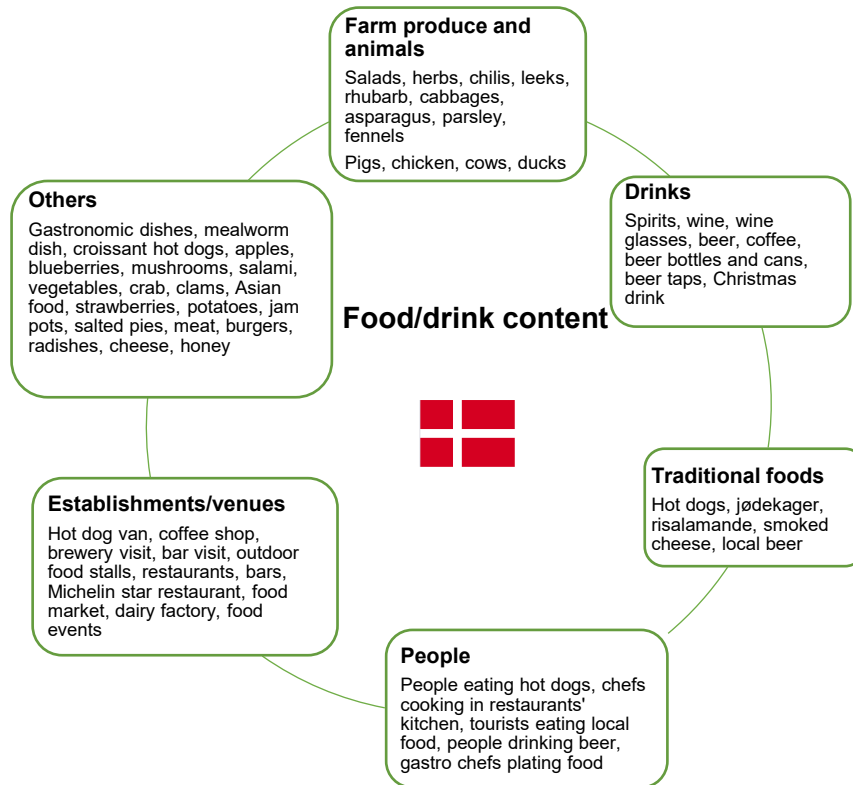 Farm produce and
animals
Salads, herbs, chilis, leeks,
rhubarb, cabbages,
asparagus, parsley,
fennels
Pigs, chicken, cows, ducks
Drinks
Spirits, wine, wine
glasses, beer, coffee,
beer bottles and cans,
beer taps, Christmas
drink
Others
Gastronomic dishes, mealworm
dish, croissant hot dogs, apples,
blueberries, mushrooms, salami,
vegetables, crab, clams, Asian
food, strawberries, potatoes, jam
pots, salted pies, meat, burgers,
radishes, cheese, honey
Food/drink content
Traditional foods
Hot dogs, jødekager,
risalamande, smoked
cheese, local beer
Establishments/venues
Hot dog van, coffee shop,
brewery visit, bar visit, outdoor
food stalls, restaurants, bars,
Michelin star restaurant, food
market, dairy factory, food
events
People
People eating hot dogs, chefs
cooking in restaurants'
kitchen, tourists eating local
food, people drinking beer,
gastro chefs plating food